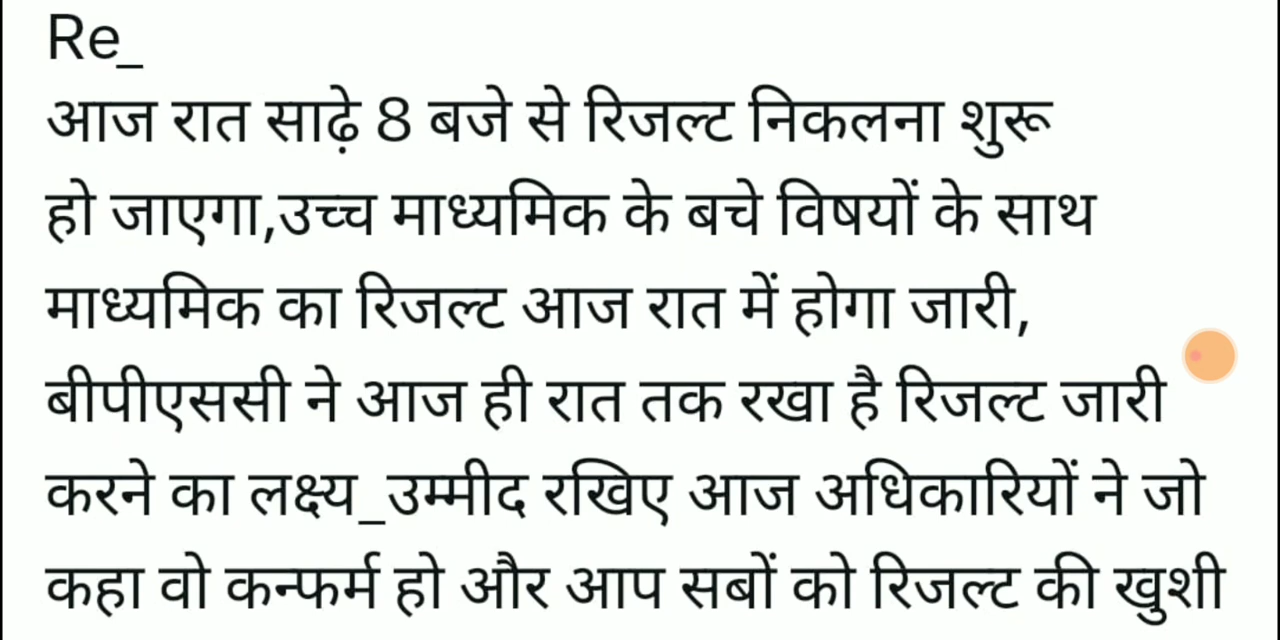 Re_
आज रात साढ़े 8 बजे से रिजल्ट निकलना शुरू
हो जाएगा,उच्च माध्यमिक के बचे विषयों के साथ
माध्यमिक का रिजल्ट आज रात में होगा जारी,
बीपीएससी ने आज ही रात तक रखा है रिजल्ट जारी
करने का लक्ष्य_उम्मीद रखिए आज अधिकारियों ने जो
कहा वो कन्फर्म हो और आप सबों को रिजल्ट की खुशी